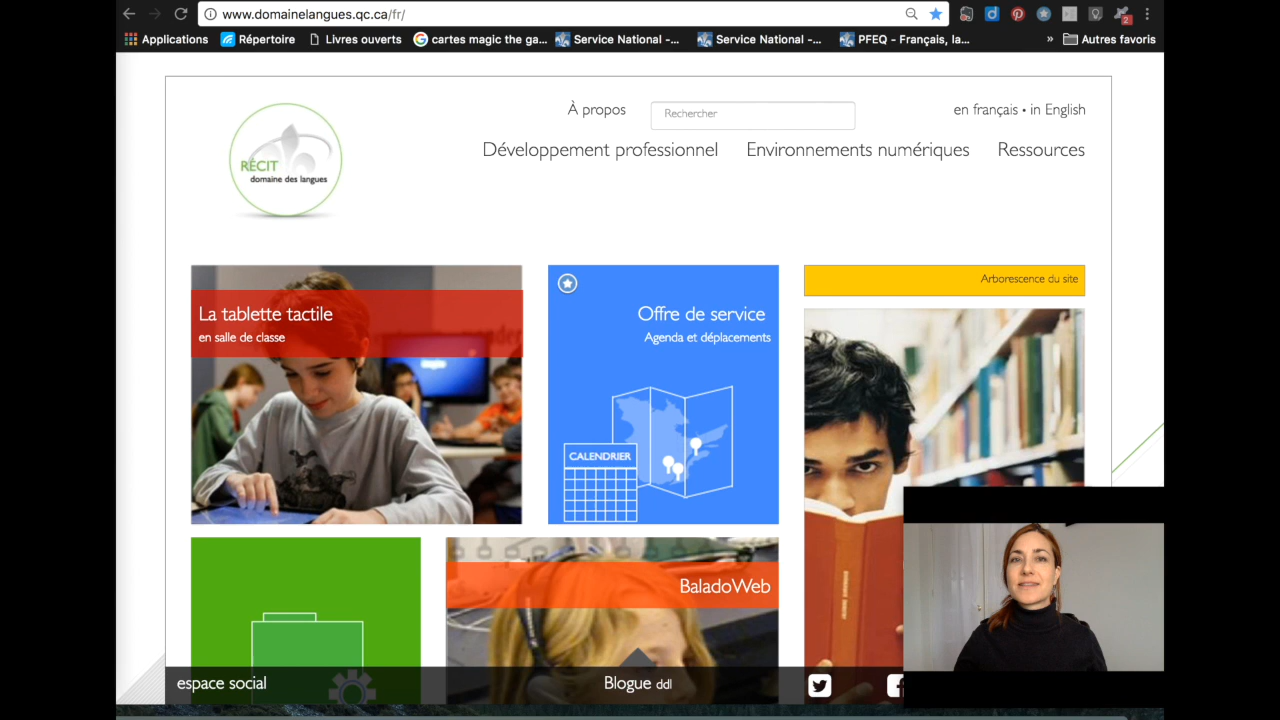 www.domainelangues.qc.ca/fr/
2
Applications
Répertoire
Livres ouverts
cartes magic the ga...
Service National -...
Service National -...
PFEQ - Français, la...
»
Autres favoris
À propos
Rechercher
en français • in English
RÉCIT
domaine des langues
Développement professionnel
Environnements numériques
Ressources
La tablette tactile
en salle de classe
Offre de service
Agenda et déplacements
CALENDRIER
Arborescence du site
BaladoWeb
espace social
Blogue ddl